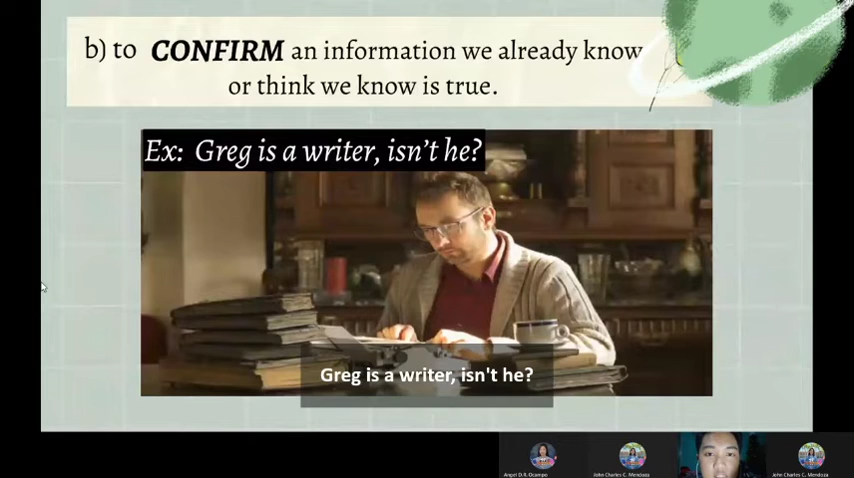 b) to CONFIRM an information we already know
or think we know is true.
Ex: Greg is a writer, isn't he?
Greg is a writer, isn't he?
Angel D.R. Ocampo
John Charles C. Mendoza
John Charles C. Mendoza